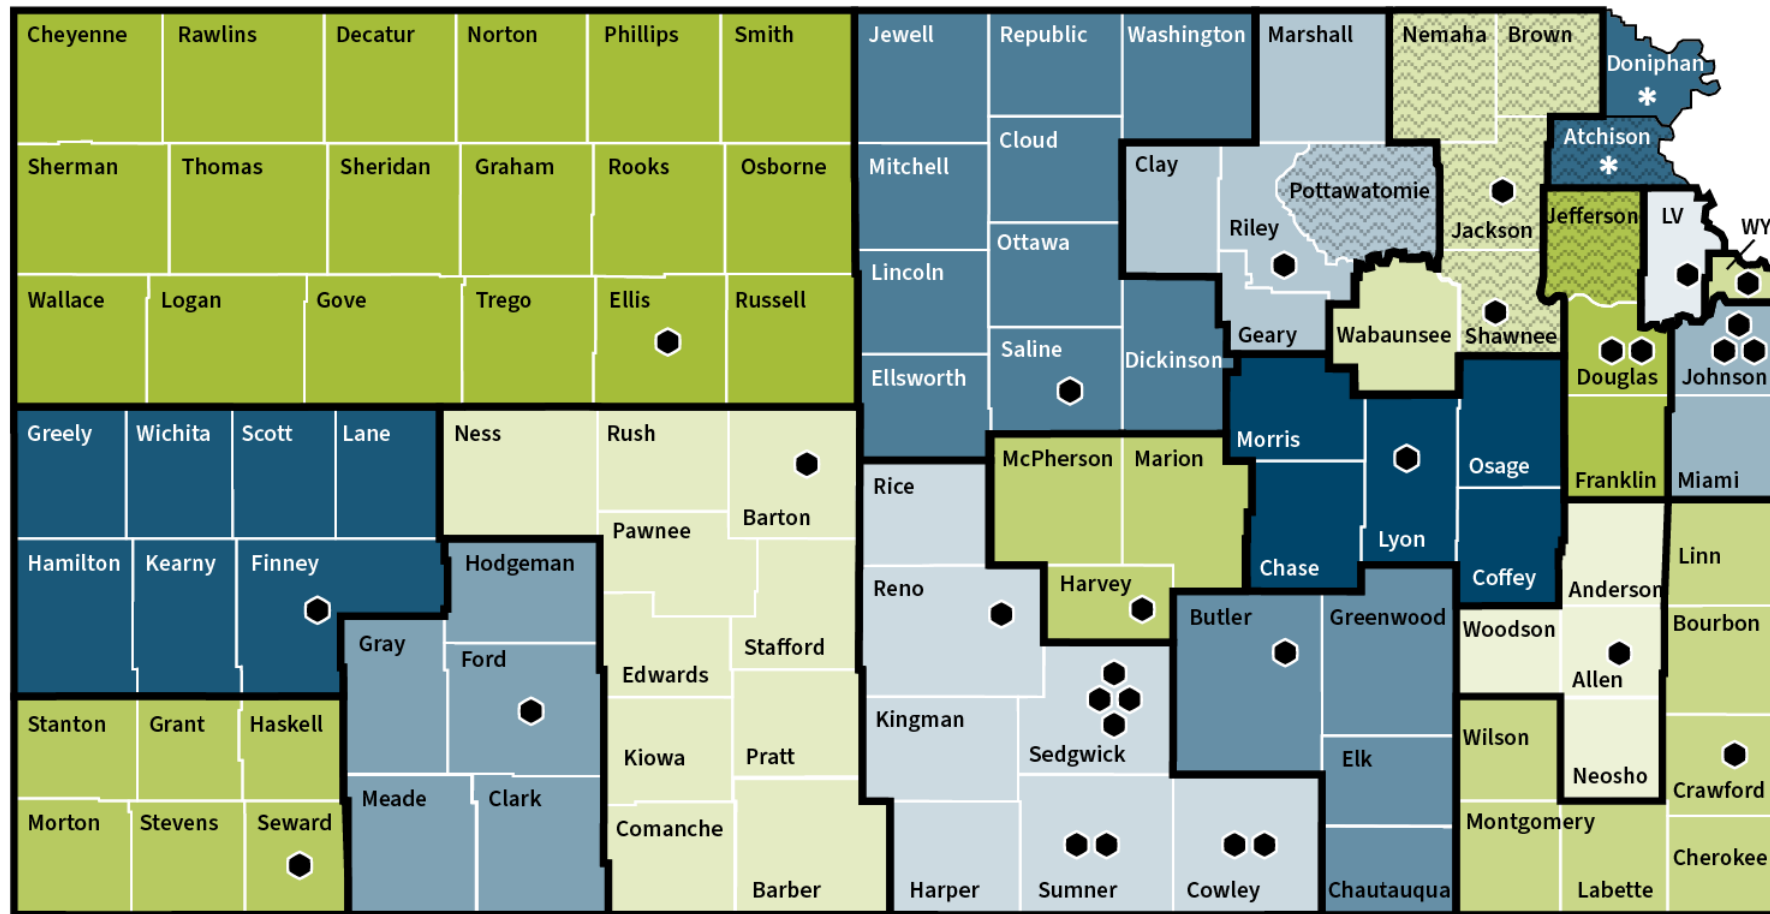 Cheyenne
Rawlins
Decatur
Norton
Phillips
Smith
Jewell
Republic
Washington
Marshall
Nemaha
Brown
Doniphan
*
Sherman
Thomas
Sheridan
Graham
Rooks
Osborne
Mitchell
Cloud
Clay
Riley
Pottawatomie
Jackson
Atchison
*
Jefferson
LV
WY
Wallace
Logan
Gove
Trego
Ellis
Russell
Lincoln
Ottawa
Saline
Ellsworth
Dickinson
Geary
Wabaunsee
Shawnee
Douglas
Johnson
Greely
Wichita
Scott
Lane
Ness
Rush
Barton
Rice
McPherson
Marion
Morris
Lyon
Osage
Franklin
Miami
Hamilton
Kearny
Finney
Hodgeman
Pawnee
Reno
Harvey
Chase
Coffey
Anderson
Linn
Gray
Ford
Edwards
Stafford
Butler
Greenwood
Woodson
Allen
Bourbon
Stanton
Grant
Haskell
Kiowa
Pratt
Kingman
Sedgwick
Elk
Wilson
Neosho
Crawford
Morton
Stevens
Seward
Meade
Clark
Comanche
Barber
Harper
Sumner
Cowley
Chautauqua
Montgomery
Labette
Cherokee